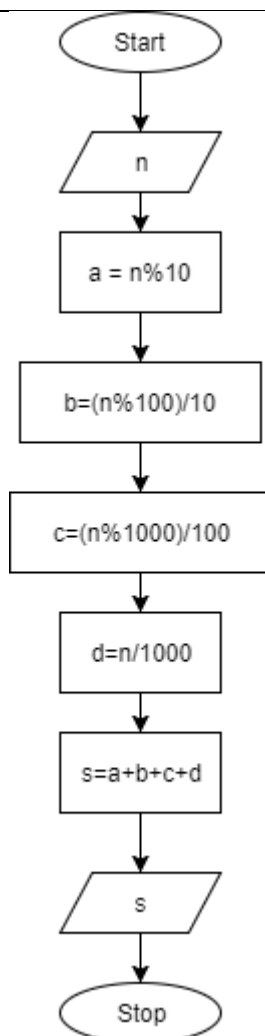 Start
n
a = n%10
b=(n%100)/10
c=(n%1000)/100
d=n/1000
s=a+b+c+d
s
Stop